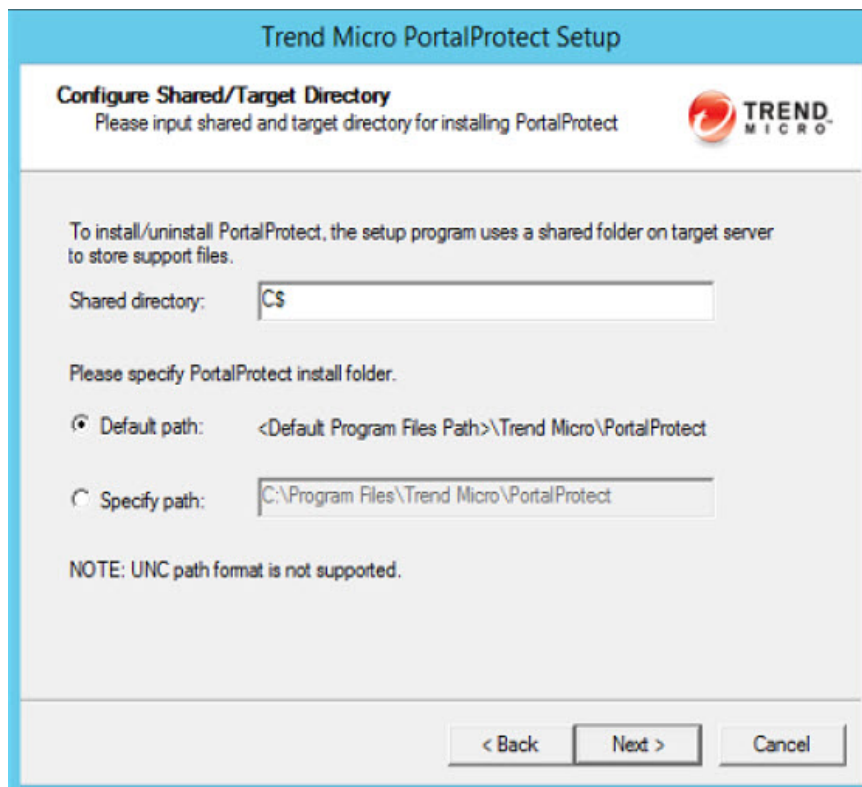 Trend Micro PortalProtect Setup
Configure Shared/Target Directory
Please input shared and target directory for installing PortalProtect
TREND
MICRO™
To install/uninstall PortalProtect, the setup program uses a shared folder on target server
to store support files.
Shared directory: C$
Please specify PortalProtect install folder.
Default path: <Default Program Files Path>\Trend Micro\PortalProtect
Specify path: C:\Program Files\Trend Micro\PortalProtect
NOTE: UNC path format is not supported.
< Back Next > Cancel